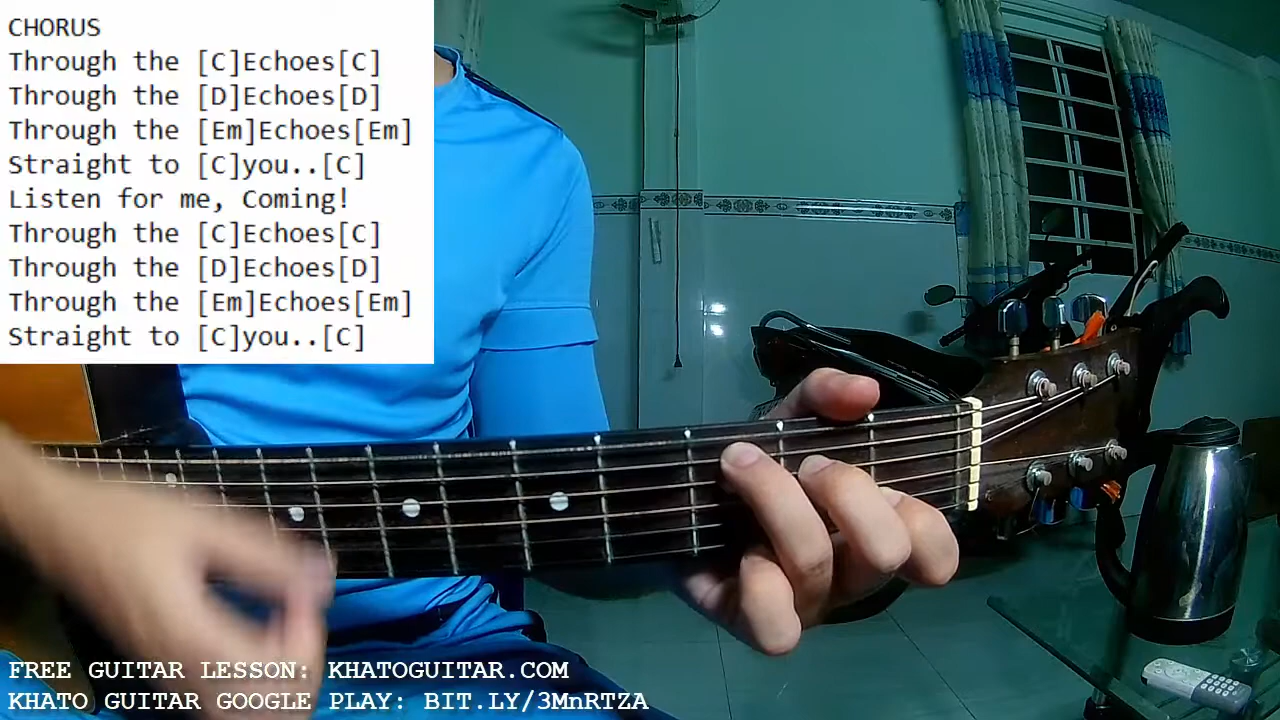 CHORUS
Through the [C]Echoes[C]
Through the [D]Echoes[D]
Through the [Em]Echoes[Em]
Straight to [C]you..[C]
Listen for me, Coming!
Through the [C]Echoes[C]
Through the [D]Echoes[D]
Through the [Em]Echoes[Em]
Straight to [C]you..[C]
FREE GUITAR LESSON: KHATOGUITAR.COM
KHATO GUITAR GOOGLE PLAY: BIT.LY/3MnRTZA